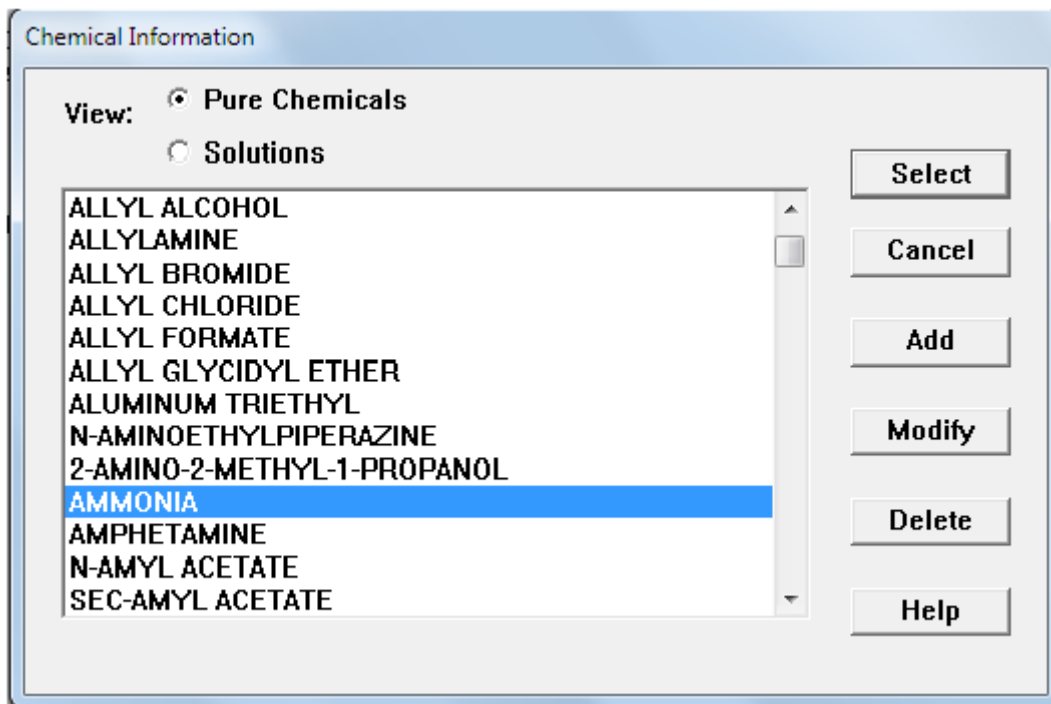 Chemical Information
View:
Pure Chemicals
Solutions
ALLYL ALCOHOL
ALLYLAMINE
ALLYL BROMIDE
ALLYL CHLORIDE
ALLYL FORMATE
ALLYL GLYCIDYL ETHER
ALUMINUM TRIETHYL
N-AMINOETHYLPIPERAZINE
2-AMINO-2-METHYL-1-PROPANOL
AMMONIA
AMPHETAMINE
N-AMYL ACETATE
SEC-AMYL ACETATE
Select
Cancel
Add
Modify
Delete
Help